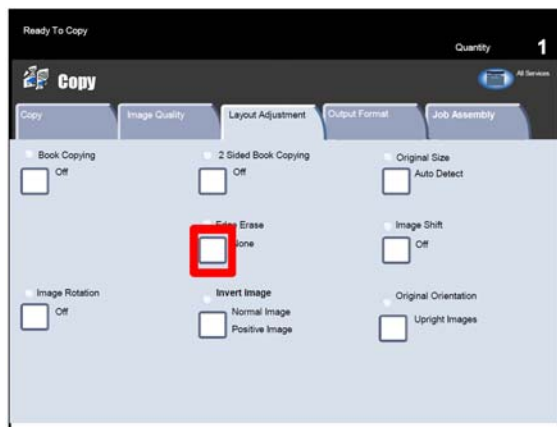 Ready To Copy
Quantity 1
Copy
All Services
Copy Image Quality Layout Adjustment Output Format Job Assembly
Book Copying
Off
2 Sided Book Copying
Off
Original Size
Auto Detect
Edge Erase
None
Image Shift
Off
Image Rotation
Off
Invert Image
Normal Image
Positive Image
Original Orientation
Upright Images